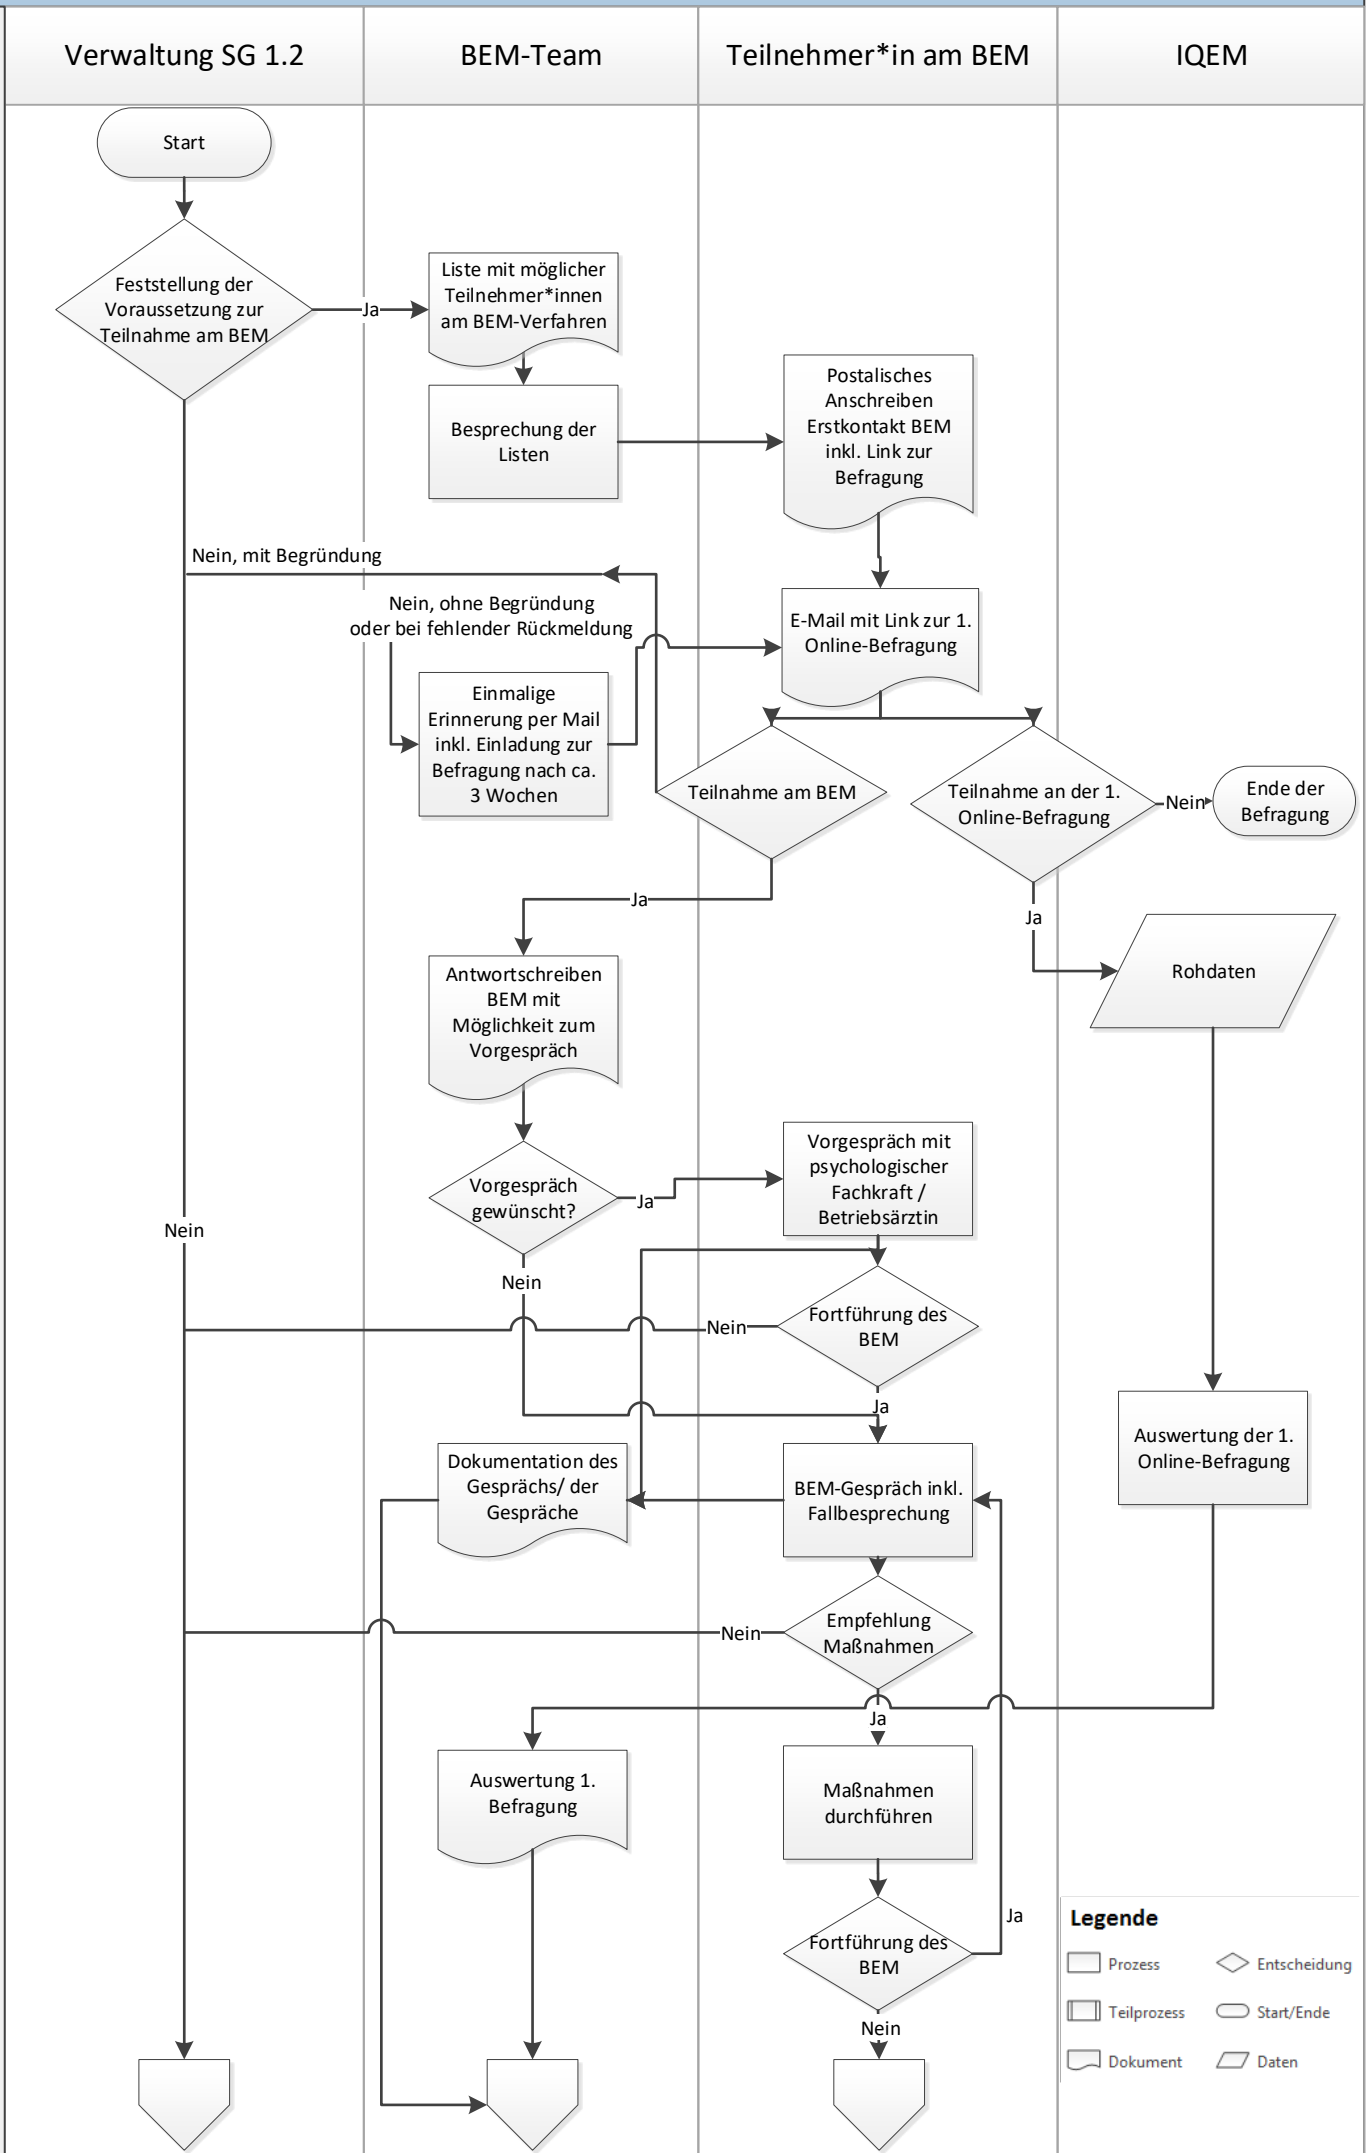 Verwaltung SG 1.2
BEM-Team
Teilnehmer*in am BEM
IQEM
Start
Feststellung der
Voraussetzung zur
Teilnahme am BEM
Ja
Liste mit möglicher
Teilnehmer*innen
am BEM-Verfahren
Besprechung der
Listen
Postalisches
Anschreiben
Erstkontakt BEM
inkl. Link zur
Befragung
Nein, mit Begründung
Nein, ohne Begründung
oder bei fehlender Rückmeldung
E-Mail mit Link zur 1.
Online-Befragung
Einmalige
Erinnerung per Mail
inkl. Einladung zur
Befragung nach ca.
3 Wochen
Teilnahme am BEM
Teilnahme an der 1.
Online-Befragung
Nein
Ende der
Befragung
Ja
Ja
Rohdaten
Antwortschreiben
BEM mit
Möglichkeit zum
Vorgespräch
Vorgespräch
gewünscht?
Ja
Vorgespräch mit
psychologischer
Fachkraft /
Betriebsärztin
Nein
Nein
Fortführung des
BEM
Nein
Ja
Auswertung der 1.
Online-Befragung
Dokumentation des
Gesprächs/ der
Gespräche
BEM-Gespräch inkl.
Fallbesprechung
Empfehlung
Maßnahmen
Nein
Ja
Auswertung 1.
Befragung
Maßnahmen
durchführen
Fortführung des
BEM
Ja
Nein
Legende
Prozess
Entscheidung
Teilprozess
Start/Ende
Dokument
Daten